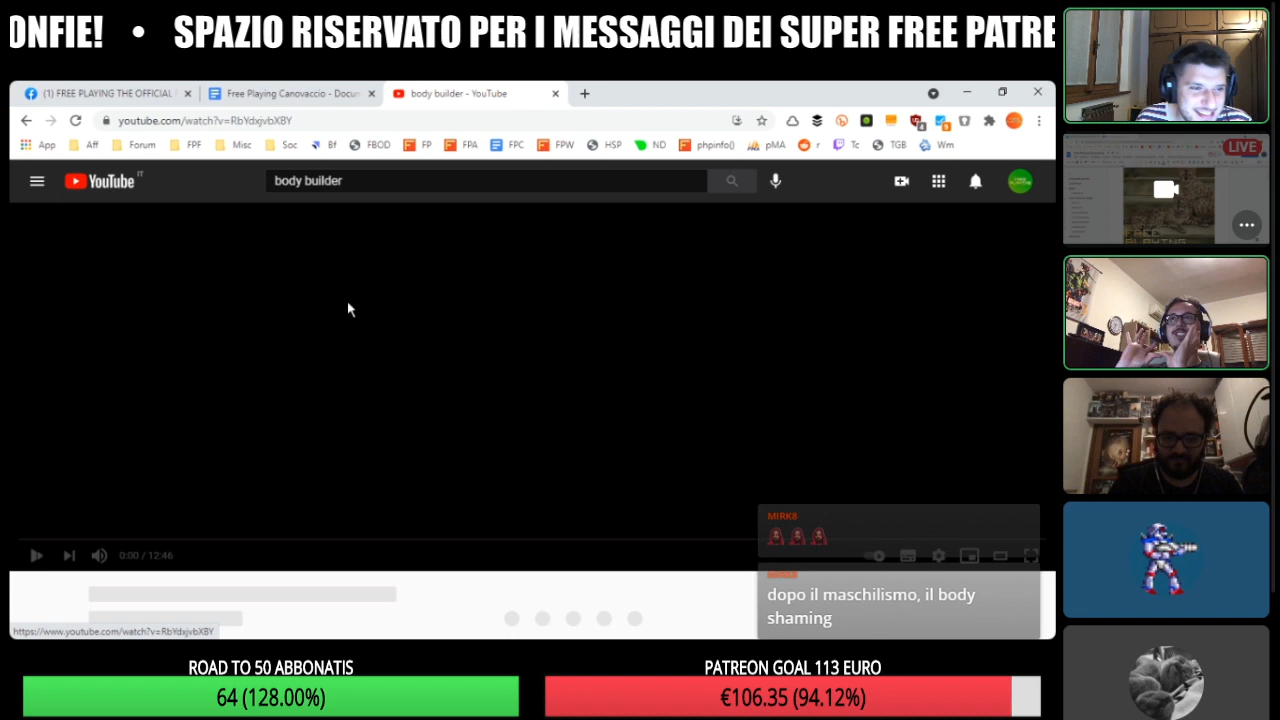 ONFIE! • SPAZIO RISERVATO PER I MESSAGGI DEI SUPER FREE PATRE
(1) FREE PLAYING THE OFFICIAL
Free Playing Canovaccio - Docum
body builder - YouTube
youtube.com/watch?v=RbYdxjvbXBY
App Aff Forum FPF Misc Soc Bf FBOD FP FPA FPC FPW HSP ND phpinfo() pMA r Tc TGB Wm
YouTube IT
body builder
LIVE
0:00 / 12:46
MIRK8
dopo il maschilismo, il body
shaming
https://www.youtube.com/watch?v=RbYdxjvbXBY
ROAD TO 50 ABBONATIS
64 (128.00%)
PATREON GOAL 113 EURO
€106.35 (94.12%)